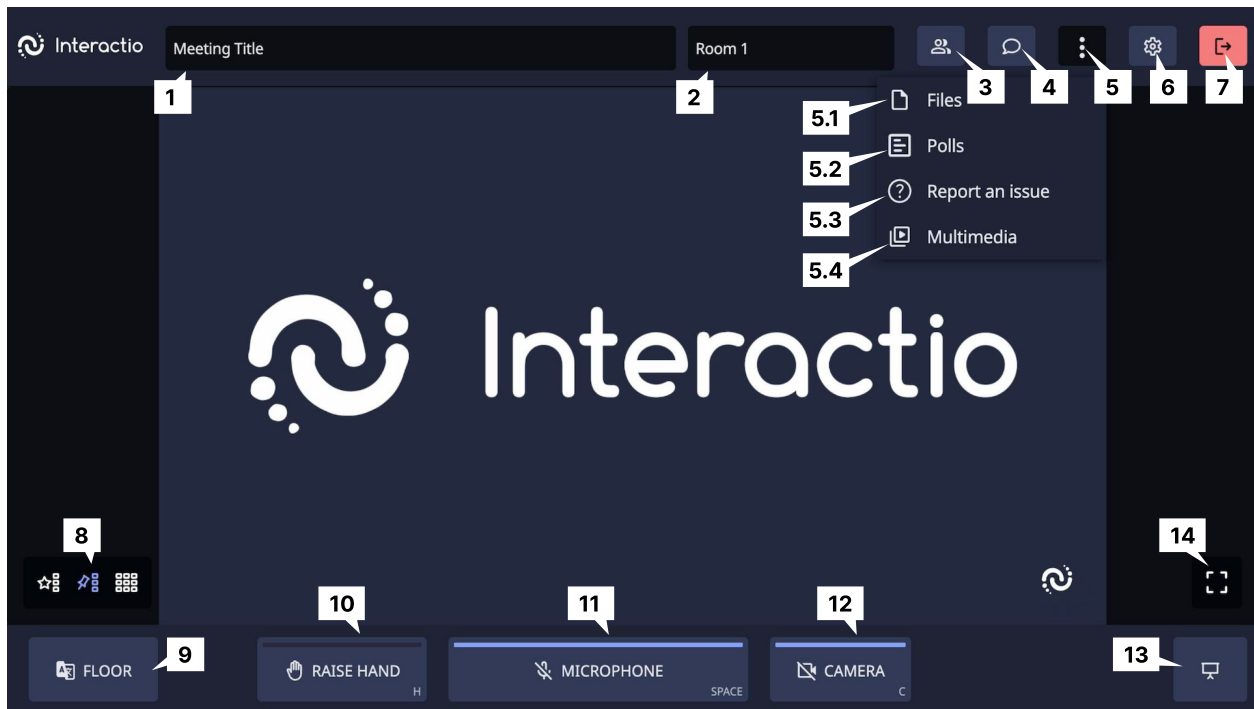 Interactio
Meeting Title
Room 1
1
2
3
4
5
6
7
5.1
Files
5.2
Polls
5.3
Report an issue
5.4
Multimedia
Interactio
8
14
10
11
12
9
FLOOR
RAISE HAND
H
MICROPHONE
SPACE
CAMERA
C
13